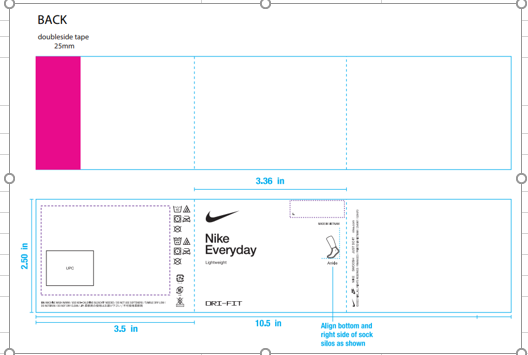 BACK
doubleside tape
25mm
3.36 in
2.50 in
UPC
Nike
Everyday
Lightweight
DRI-FIT
Ankle
3.5 in
10.5 in
Align bottom and
right side of sock
silos as shown